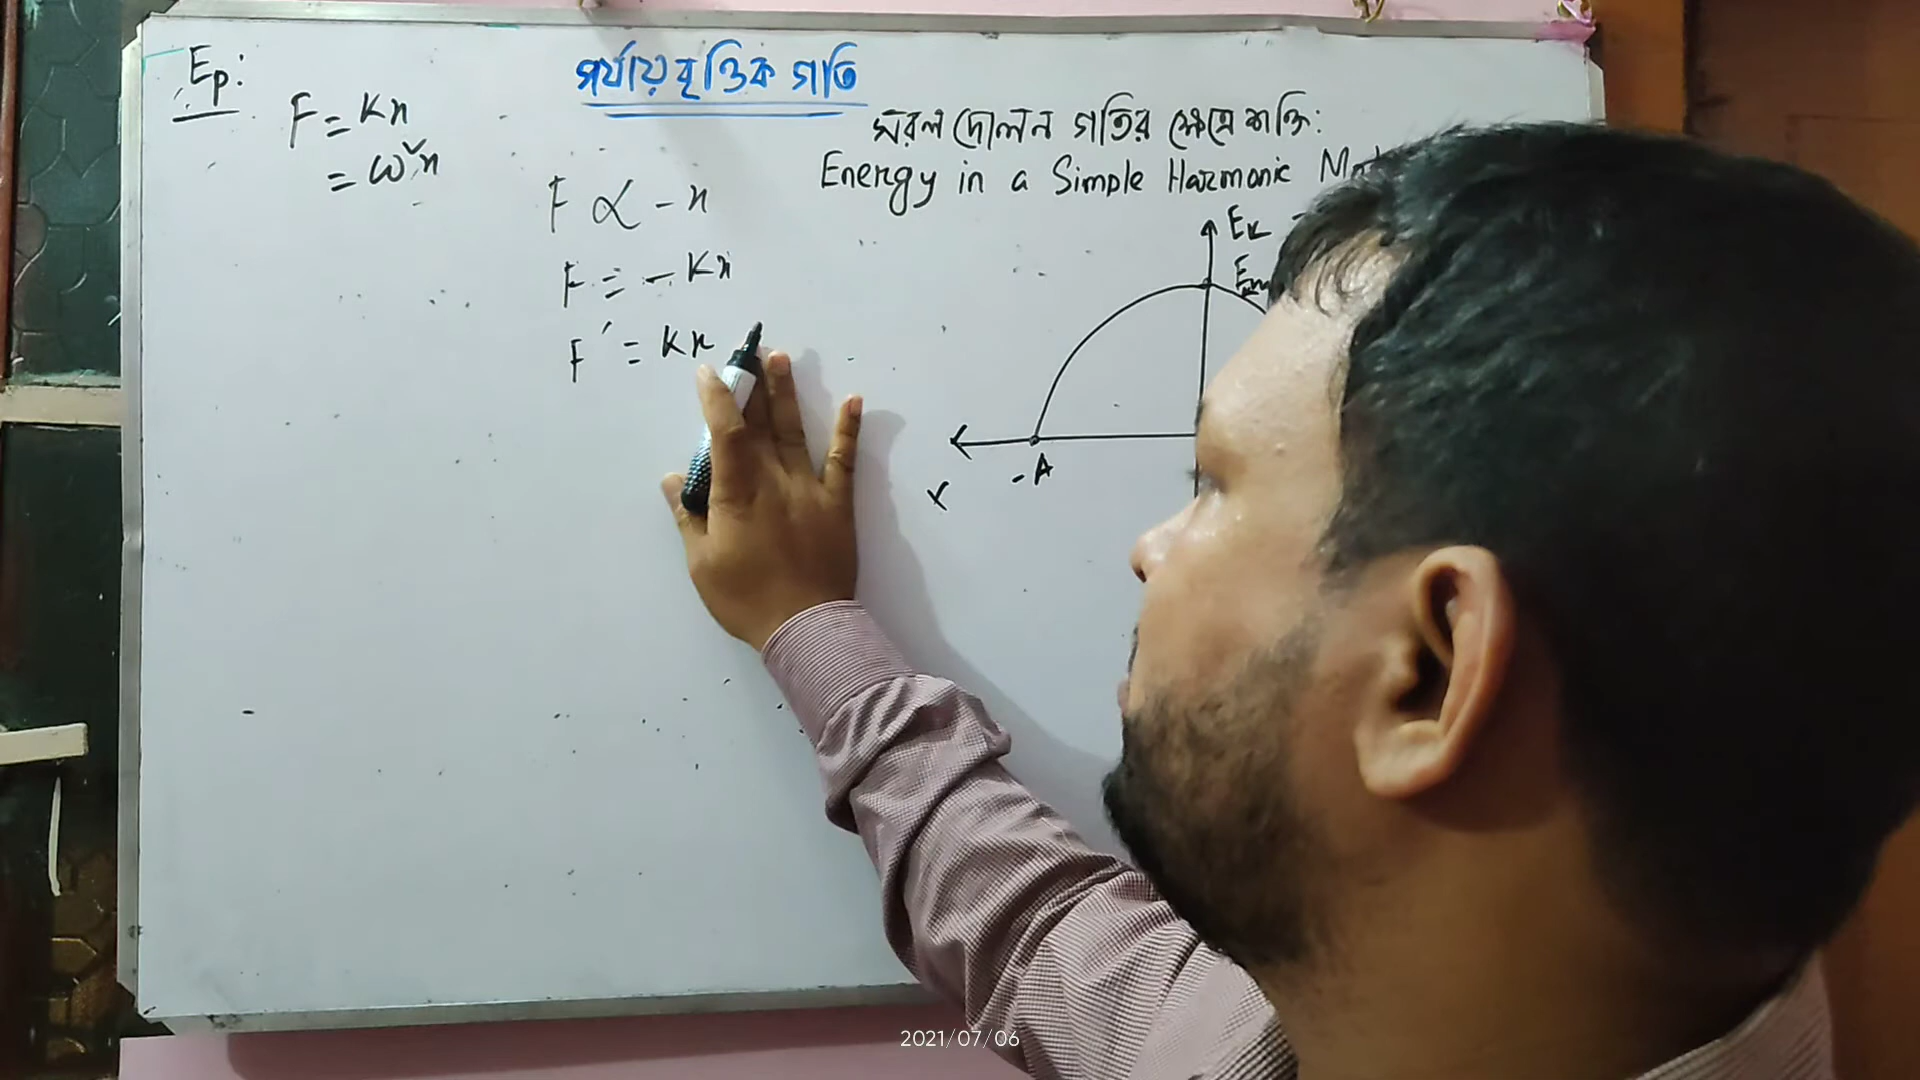 পর্যায়বৃত্তিক গতি
Ep:
F = Kx
= ω²x
F ∝ - x
F = - Kx
F′ = Kx
সরল দোলন গতির ক্ষেত্রে শক্তি:
Energy in a Simple Harmonic
EK
-A
X
2021/07/06